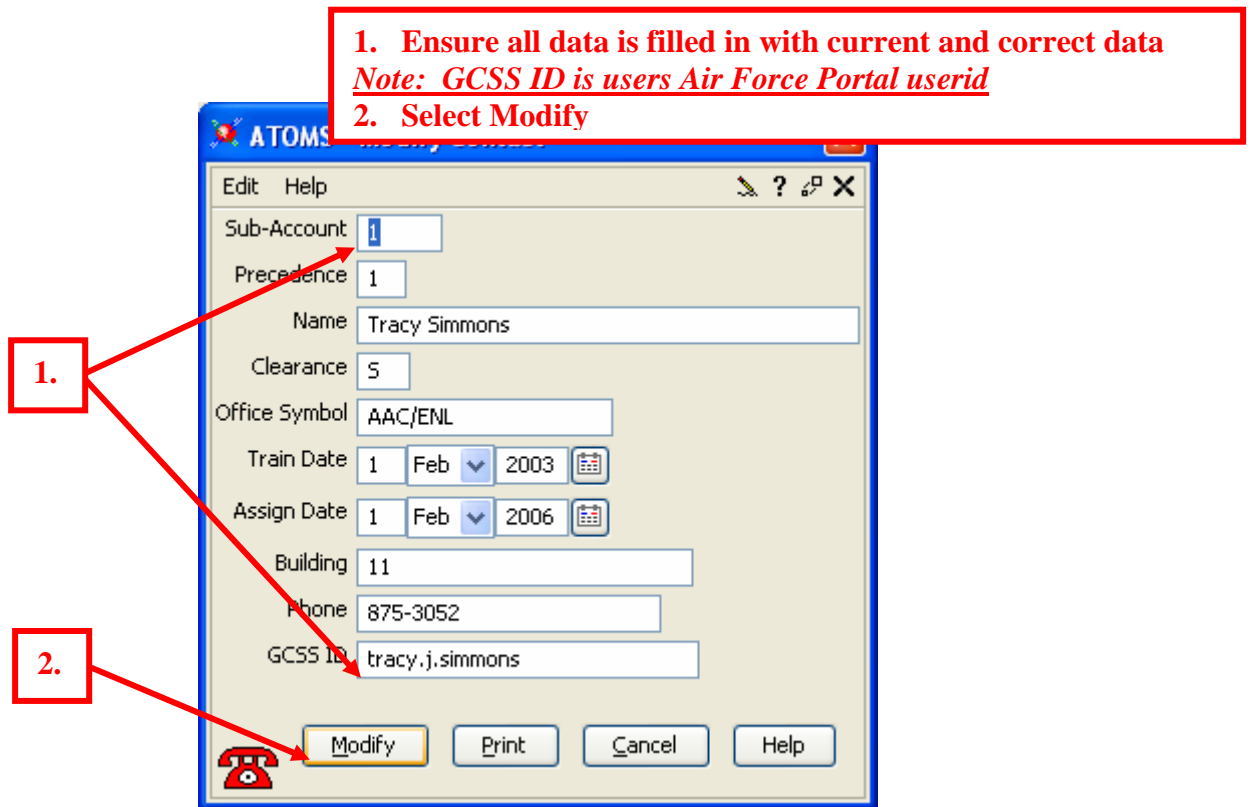 1. Ensure all data is filled in with current and correct data
Note: GCSS ID is users Air Force Portal userid
2. Select Modify
ATOMS
Edit Help ?
Sub-Account 1
Precedence 1
Name Tracy Simmons
Clearance S
Office Symbol AAC/ENL
Train Date 1 Feb 2003
Assign Date 1 Feb 2006
Building 11
Phone 875-3052
GCSS ID tracy.j.simmons
1.
2.
Modify Print Cancel Help